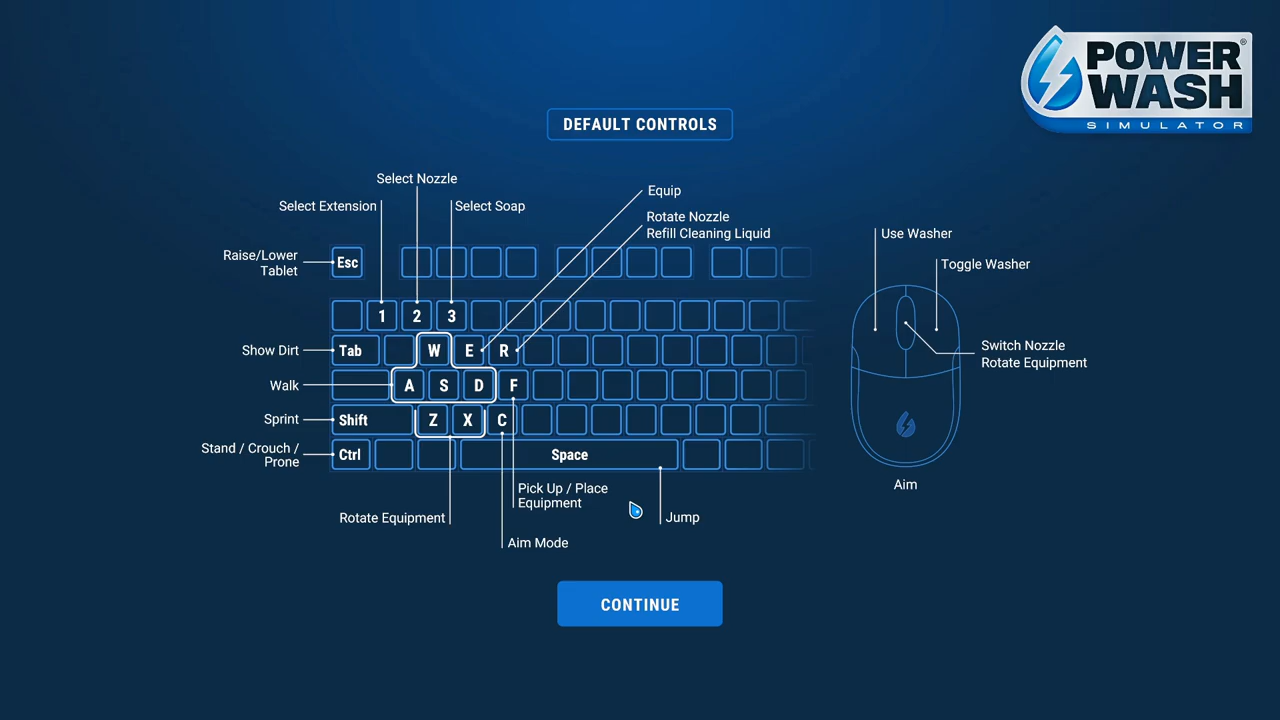 POWER
WASH
SIMULATOR
DEFAULT CONTROLS
Select Nozzle
Select Extension
Select Soap
Equip
Rotate Nozzle
Refill Cleaning Liquid
Raise/Lower
Tablet
Esc
1 2 3
Show Dirt
Tab W E R
Walk
A S D F
Sprint
Shift Z X C
Stand / Crouch /
Prone
Ctrl Space
Pick Up / Place
Equipment
Rotate Equipment
Jump
Aim Mode
Use Washer
Toggle Washer
Switch Nozzle
Rotate Equipment
Aim
CONTINUE